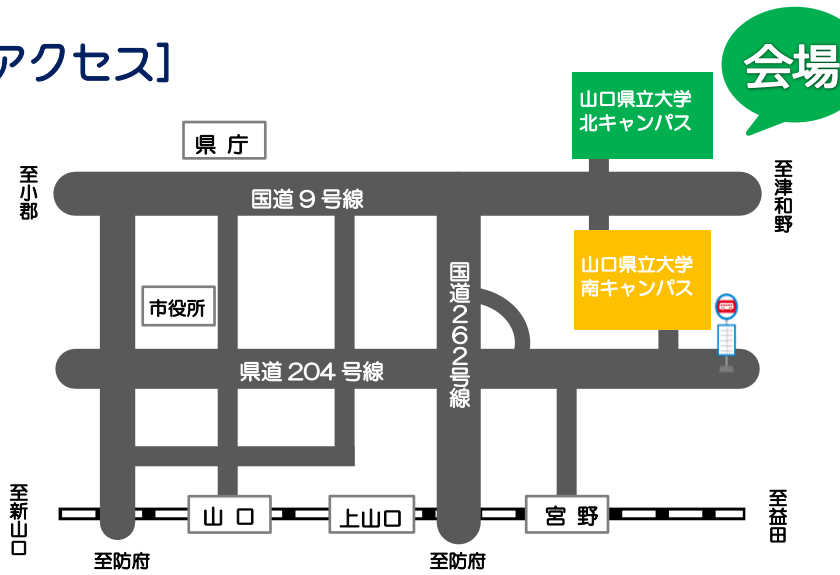 アクセス]
会場
山口県立大学
北キャンパス
県 庁
至小郡
国道9号線
至津和野
山口県立大学
南キャンパス
国道262号線
市役所
県道204号線
至新山口
山 口
上山口
宮 野
至益田
至防府
至防府